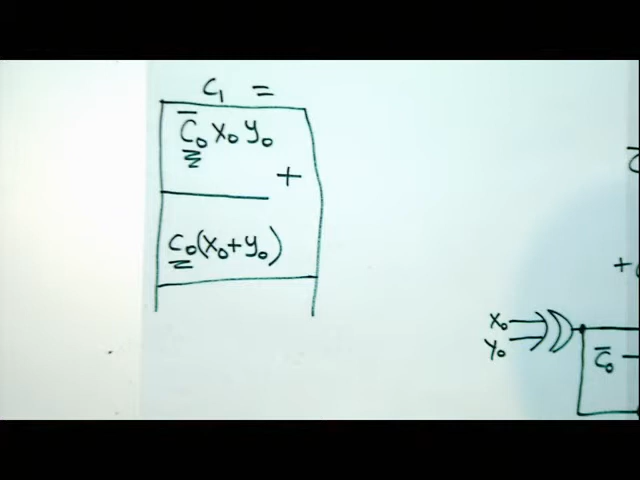 C₁ =
C̅₀ X₀ Y₀
+
C₀(X₀+Y₀)
+
X₀
Y₀
C̅₀